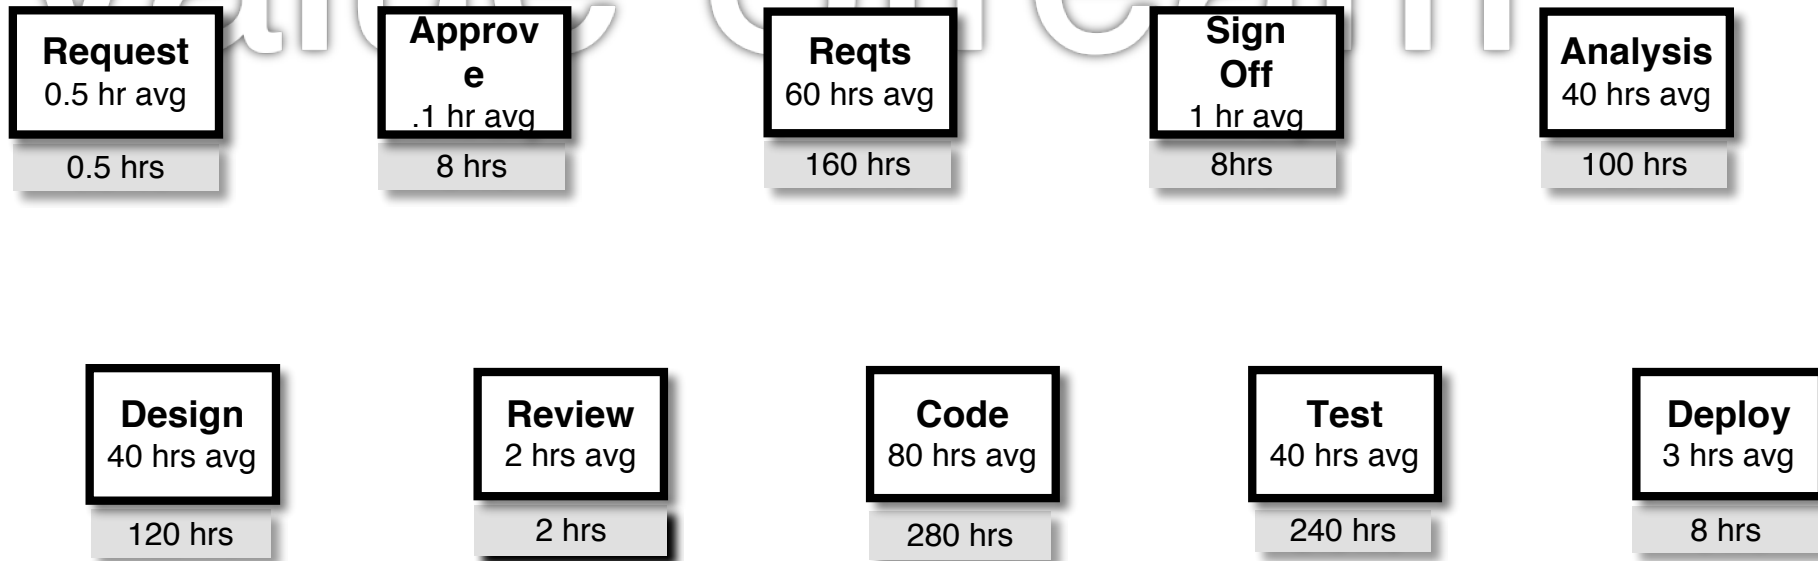 Value Stream
Request
0.5 hr avg
0.5 hrs
Approv
e
.1 hr avg
8 hrs
Reqts
60 hrs avg
160 hrs
Sign
Off
1 hr avg
8hrs
Analysis
40 hrs avg
100 hrs
Design
40 hrs avg
120 hrs
Review
2 hrs avg
2 hrs
Code
80 hrs avg
280 hrs
Test
40 hrs avg
240 hrs
Deploy
3 hrs avg
8 hrs